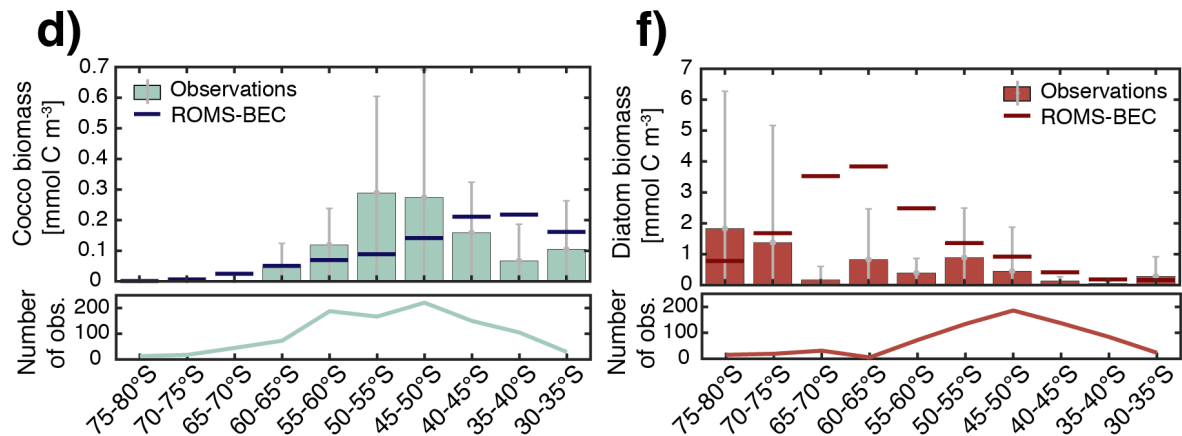 d)
0.7
0.6
0.5
0.4
0.3
0.2
0.1
0
Cocco biomass
[mmol C m⁻³]
Observations
ROMS-BEC
200
100
0
Number
of obs.
75-80°S
70-75°S
65-70°S
60-65°S
55-60°S
50-55°S
45-50°S
40-45°S
35-40°S
30-35°S
f)
7
6
5
4
3
2
1
0
Diatom biomass
[mmol C m⁻³]
Observations
ROMS-BEC
200
100
0
Number
of obs.
75-80°S
70-75°S
65-70°S
60-65°S
55-60°S
50-55°S
45-50°S
40-45°S
35-40°S
30-35°S